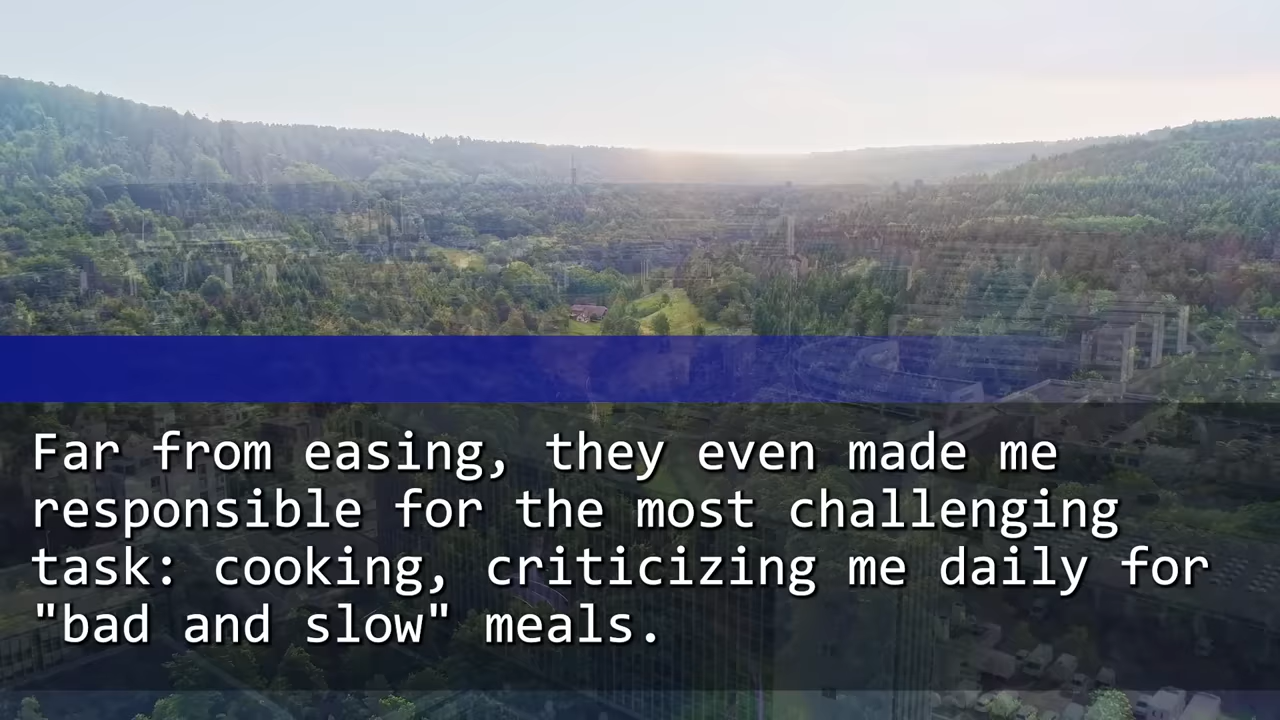 Far from easing, they even made me
responsible for the most challenging
task: cooking, criticizing me daily for
"bad and slow" meals.